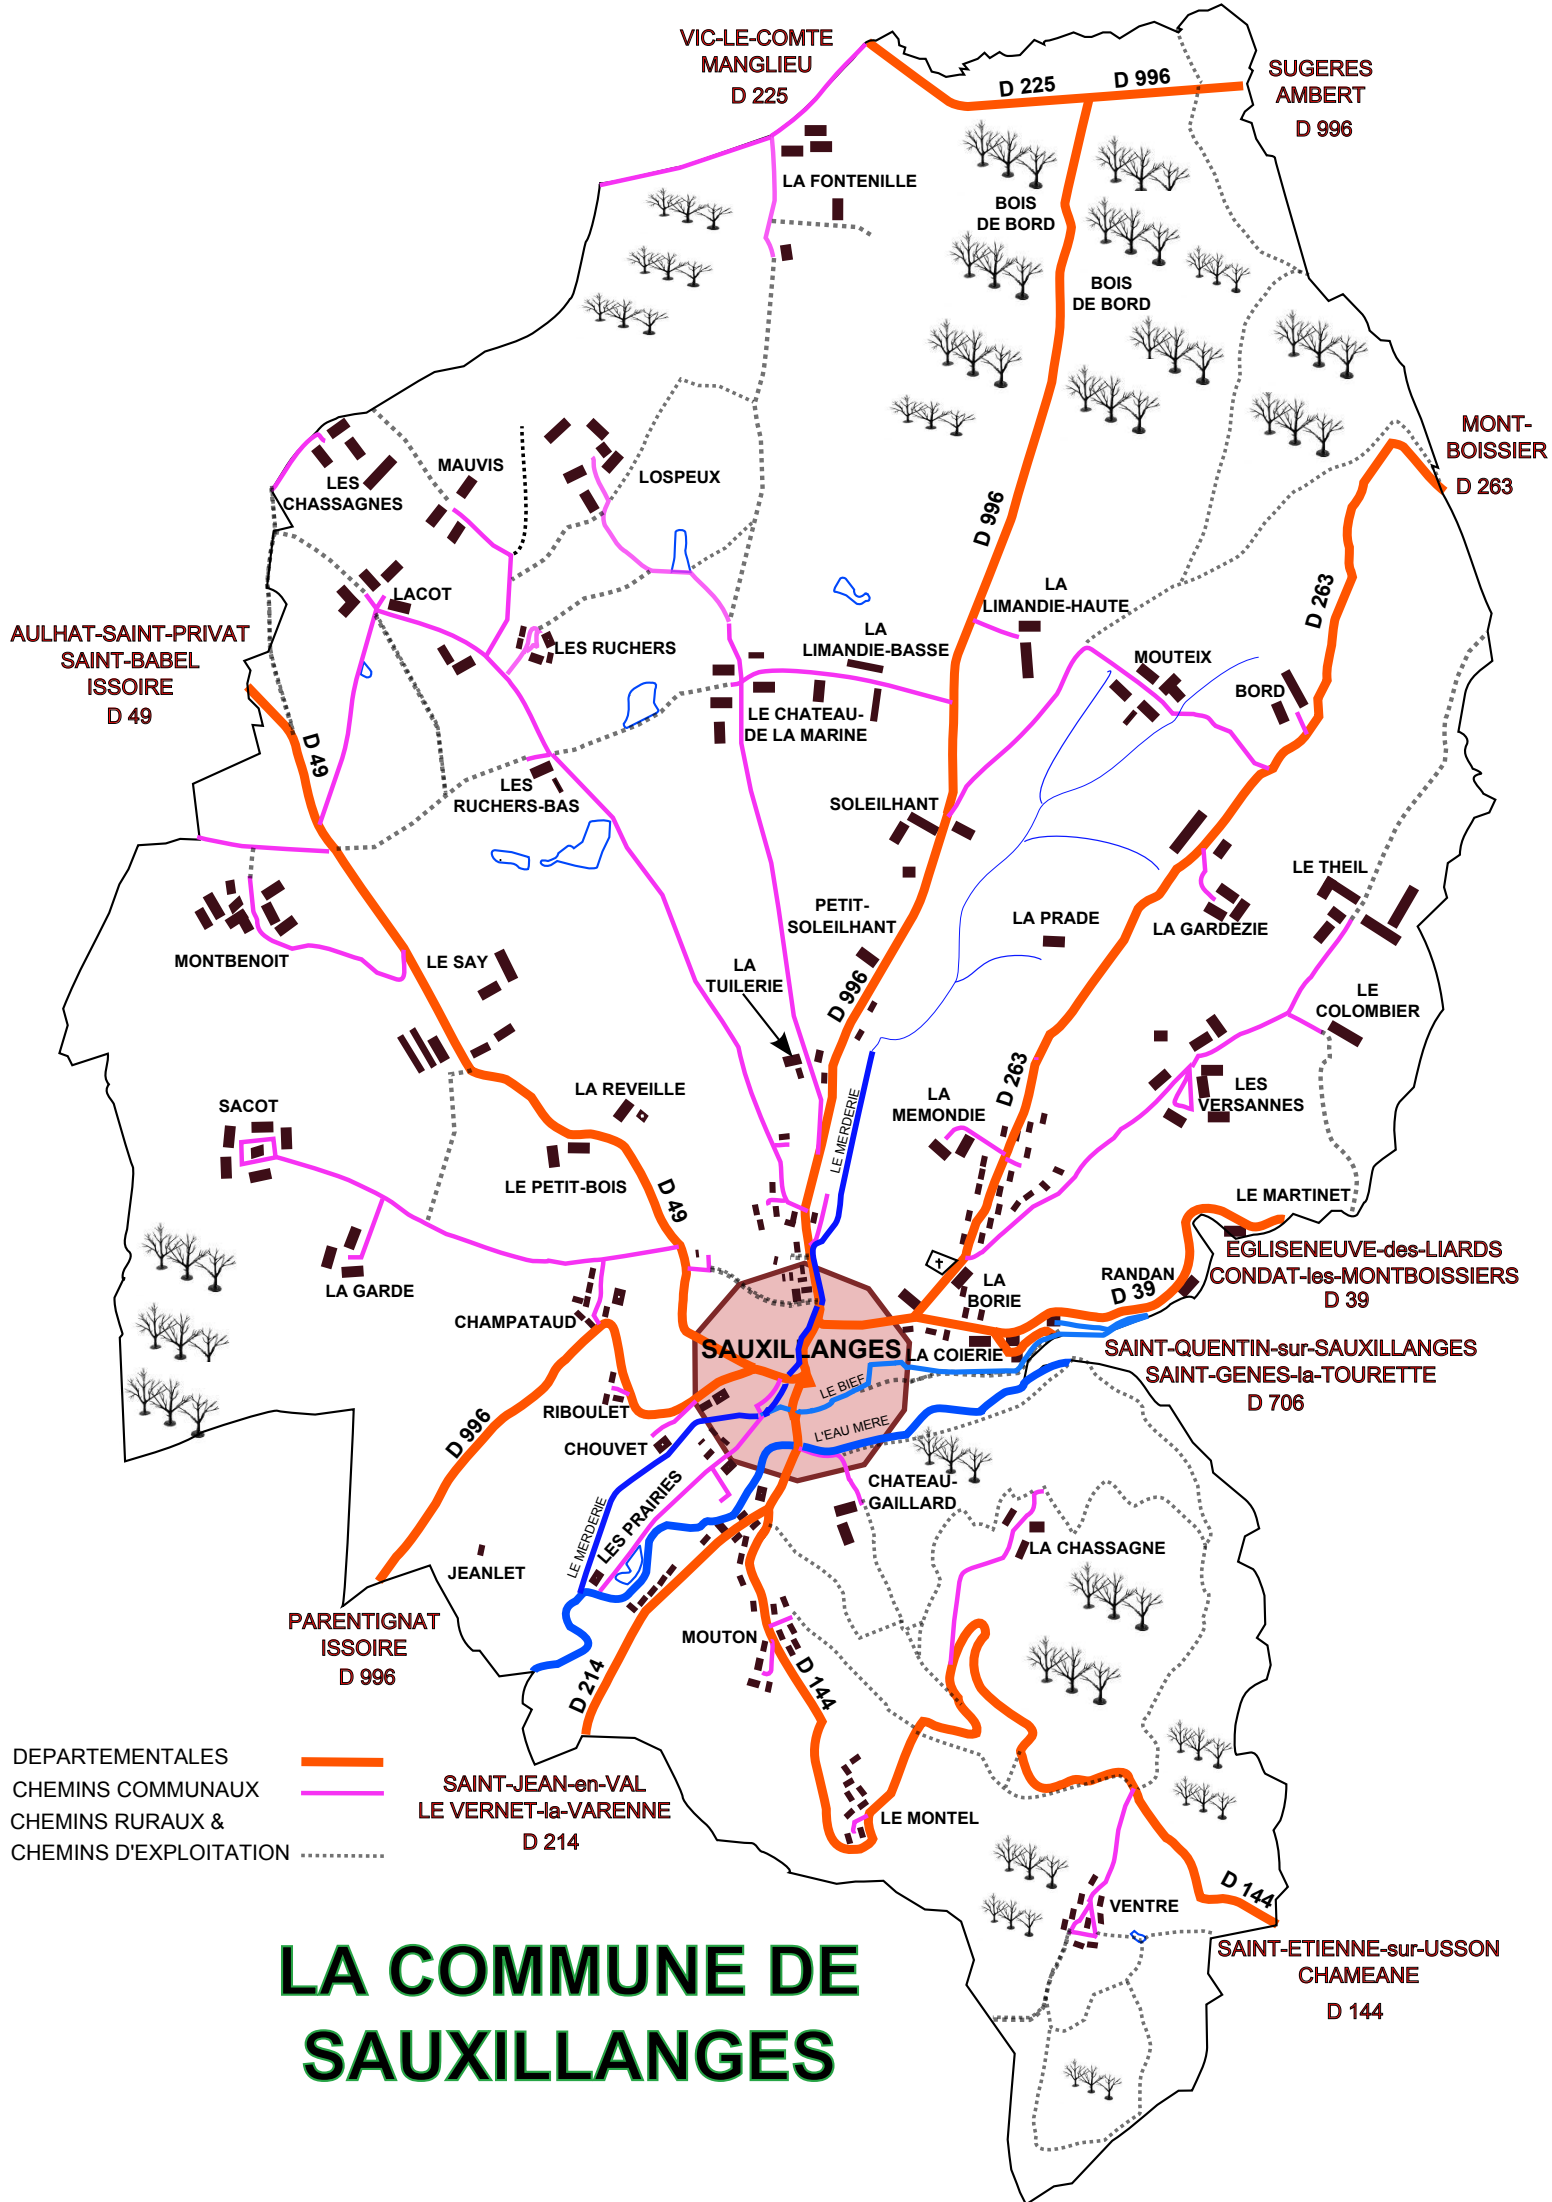 VIC-LE-COMTE
MANGLIEU
D 225
D 225
D 996
SUGERES
AMBERT
D 996
LA FONTENILLE
BOIS
DE BORD
BOIS
DE BORD
MONT-
BOISSIER
D 263
LES
CHASSAGNES
MAUVIS
LOSPEUX
D 996
LACOT
LES RUCHERS
LA
LIMANDIE-HAUTE
D 263
AULHAT-SAINT-PRIVAT
SAINT-BABEL
ISSOIRE
D 49
LA
LIMANDIE-BASSE
MOUTEIX
BORD
D 49
LE CHATEAU-
DE LA MARINE
LES
RUCHERS-BAS
SOLEILHANT
LE THEIL
PETIT-
SOLEILHANT
LA PRADE
LA GARDEZIE
MONTBENOIT
LE SAY
LA
TUILERIE
D 996
LE
COLOMBIER
LA REVEILLE
D 263
LES
VERSANNES
SACOT
LA
MEMONDIE
LE MERDERIE
LE PETIT-BOIS
D 49
LE MARTINET
EGLISENEUVE-des-LIARDS
CONDAT-les-MONTBOISSIERS
D 39
RANDAN
D 39
LA GARDE
LA
BORIE
CHAMPATAUD
SAUXILLANGES
LA COIERIE
SAINT-QUENTIN-sur-SAUXILLANGES
SAINT-GENES-la-TOURETTE
D 706
LE BIEF
RIBOULET
D 996
L'EAU MERE
CHOUVET
CHATEAU-
GAILLARD
LES PRAIRIES
LE MERDERIE
LA CHASSAGNE
JEANLET
PARENTIGNAT
ISSOIRE
D 996
MOUTON
D 214
D 144
DEPARTEMENTALES
CHEMINS COMMUNAUX
CHEMINS RURAUX &
CHEMINS D'EXPLOITATION
SAINT-JEAN-en-VAL
LE VERNET-la-VARENNE
D 214
LE MONTEL
VENTRE
D 144
SAINT-ETIENNE-sur-USSON
CHAMEANE
D 144
LA COMMUNE DE
SAUXILLANGES